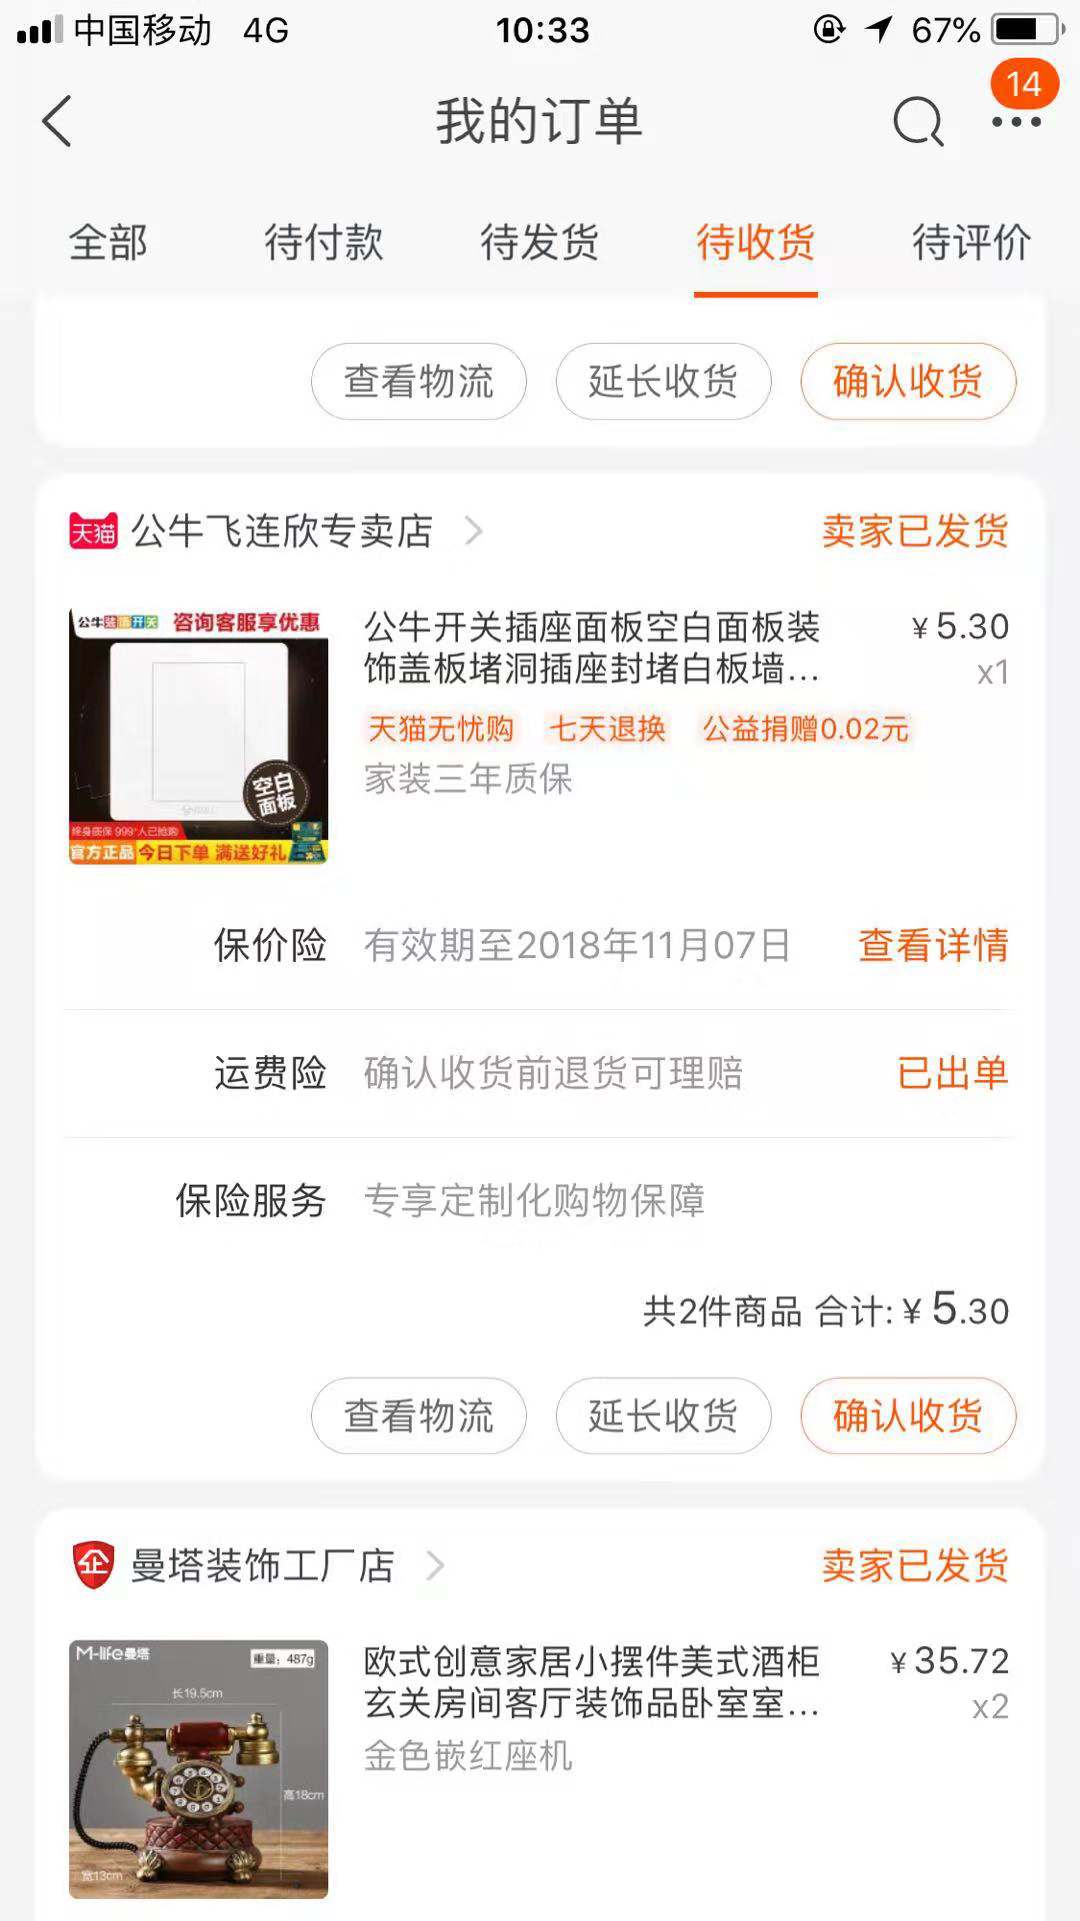 中国移动 4G 10:33 67%
14
我的订单
全部 待付款 待发货 待收货 待评价
查看物流 延长收货 确认收货
天猫 公牛飞连欣专卖店 卖家已发货
公牛装饰开关 咨询客服享优惠
空白
面板
终身质保 999+人已抢购
官方正品 今日下单 满送好礼
公牛开关插座面板空白面板装 ¥5.30
饰盖板堵洞插座封堵白板墙... x1
天猫无忧购 七天退换 公益捐赠0.02元
家装三年质保
保价险 有效期至2018年11月07日 查看详情
运费险 确认收货前退货可理赔 已出单
保险服务 专享定制化购物保障
共2件商品 合计:¥5.30
查看物流 延长收货 确认收货
企 曼塔装饰工厂店 卖家已发货
M-life曼塔 重量：487g
长19.5cm
高18cm
宽13cm
欧式创意家居小摆件美式酒柜 ¥35.72
玄关房间客厅装饰品卧室室... x2
金色嵌红座机